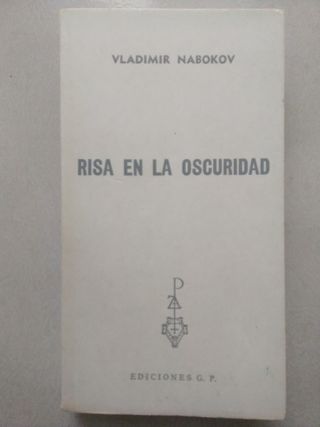 VLADIMIR NABOKOV
RISA EN LA OSCURIDAD
EDICIONES G. P.